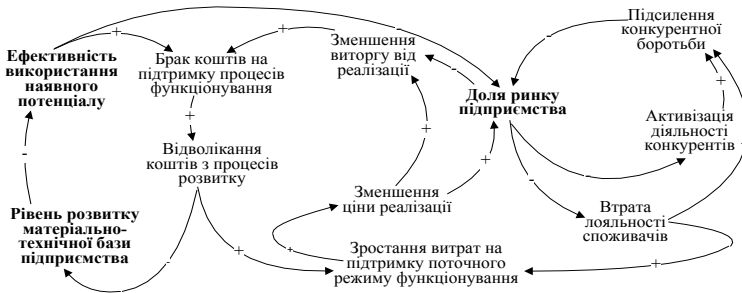 Ефективність
використання
наявного
потенціалу
Брак коштів на
підтримку процесів
функціонування
Зменшення
виторгу від
реалізації
Доля ринку
підприємства
Підсилення
конкурентної
боротьби
Активізація
діяльності
конкурентів
Відволікання
коштів з процесів
розвитку
Зменшення
ціни реалізації
Втрата
лояльності
споживачів
Рівень розвитку
матеріально-
технічної бази
підприємства
Зростання витрат на
підтримку поточного
режиму функціонування